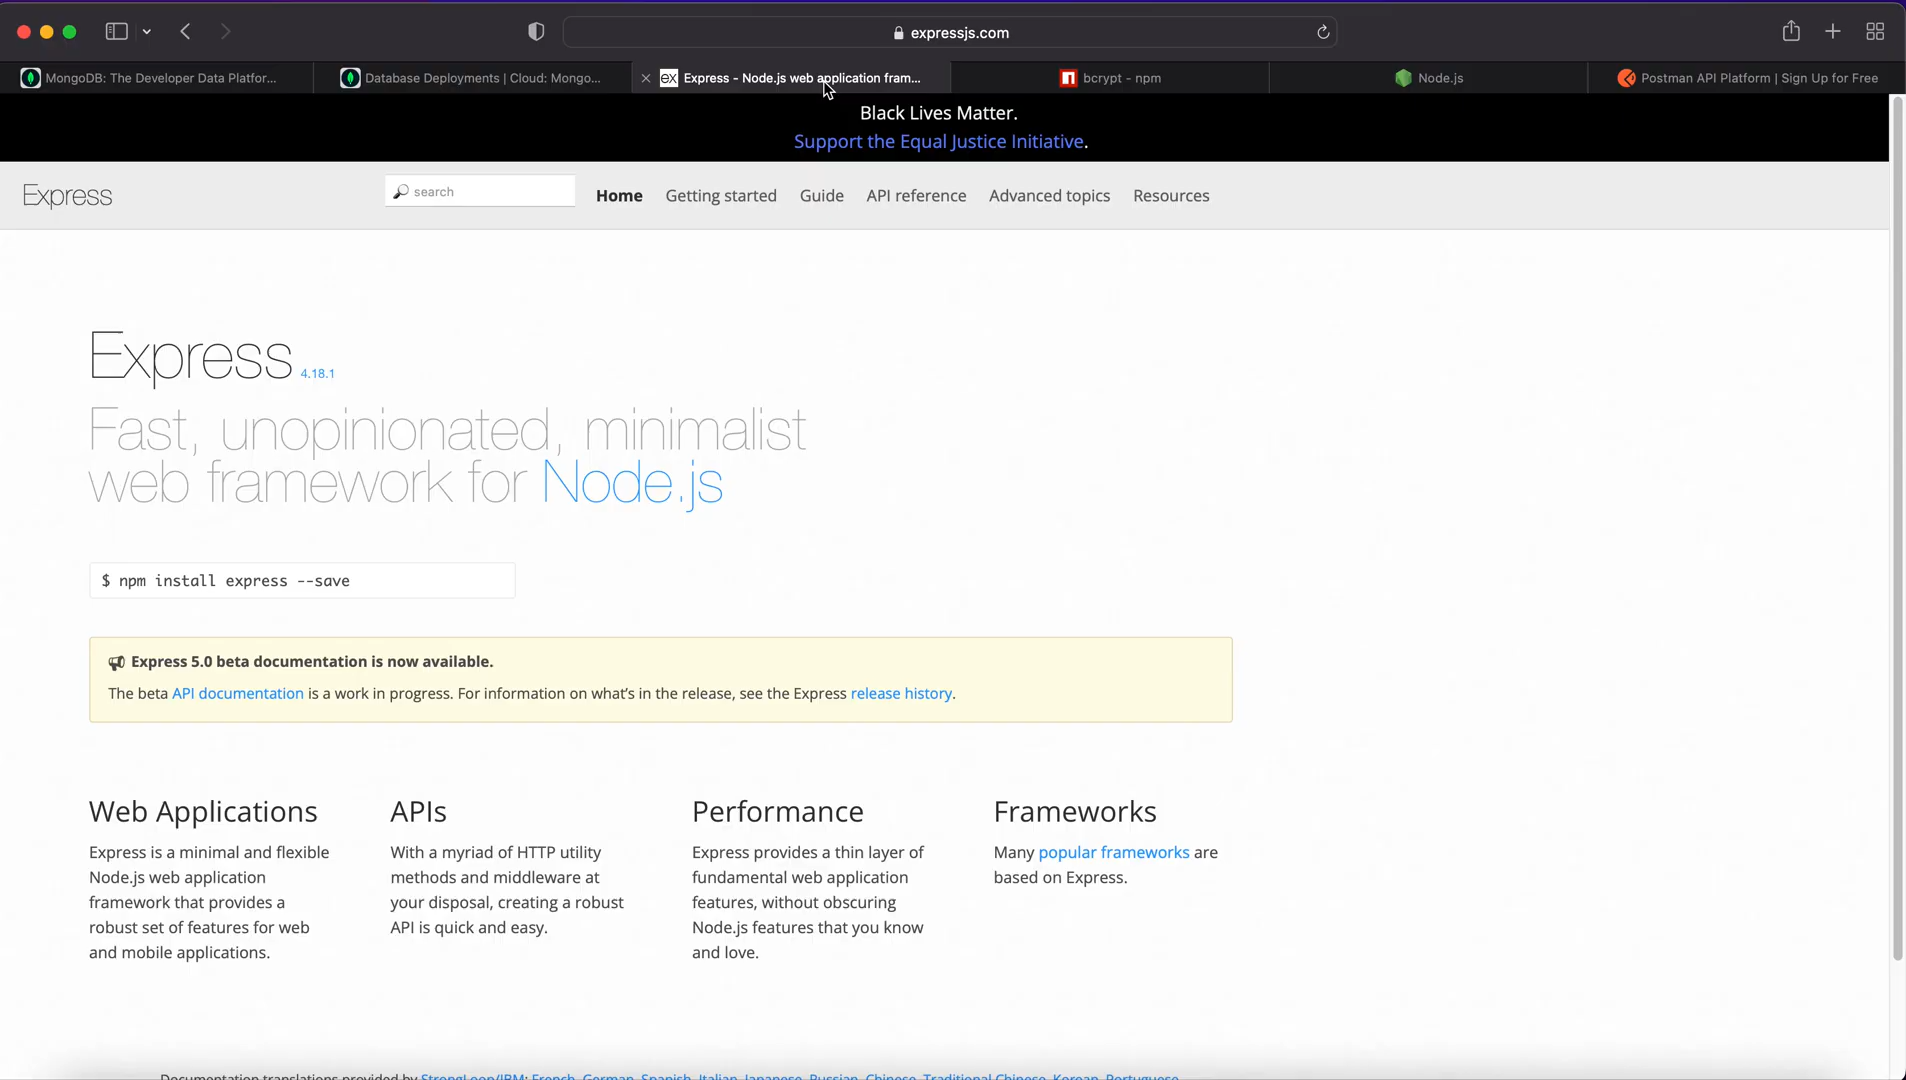 expressjs.com
MongoDB: The Developer Data Platfor...
Database Deployments | Cloud: Mongo...
ex Express - Node.js web application fram...
bcrypt - npm
Node.js
Postman API Platform | Sign Up for Free
Black Lives Matter.
Support the Equal Justice Initiative.
Express
search
Home
Getting started
Guide
API reference
Advanced topics
Resources
Express 4.18.1
Fast, unopinionated, minimalist
web framework for Node.js
$ npm install express --save
Express 5.0 beta documentation is now available.
The beta API documentation is a work in progress. For information on what's in the release, see the Express release history.
Web Applications
Express is a minimal and flexible
Node.js web application
framework that provides a
robust set of features for web
and mobile applications.
APIs
With a myriad of HTTP utility
methods and middleware at
your disposal, creating a robust
API is quick and easy.
Performance
Express provides a thin layer of
fundamental web application
features, without obscuring
Node.js features that you know
and love.
Frameworks
Many popular frameworks are
based on Express.
Documentation translations provided by StrongLoop/IBM: French, German, Spanish, Italian, Japanese, Russian, Chinese, Traditional Chinese, Korean, Portuguese.